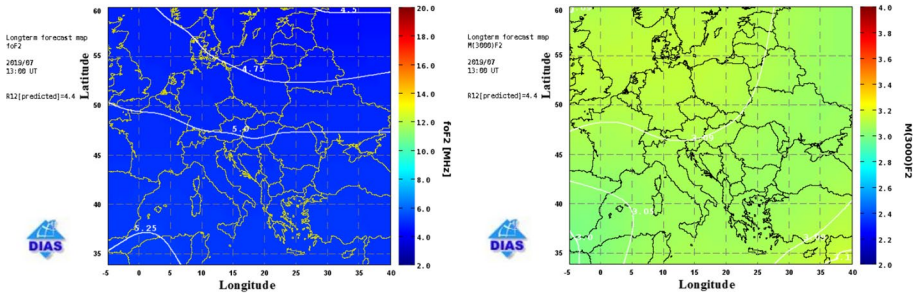 Longterm forecast map
foF2
2019/07
13:00 UT
R12[predicted]=4.4
Latitude
60
55
50
45
40
35
4.5
4.75
5.0
5.25
-5 0 5 10 15 20 25 30 35 40
Longitude
20.0
18.0
16.0
14.0
12.0
10.0
8.0
6.0
4.0
2.0
foF2 [MHz]
DIAS
Longterm forecast map
M(3000)F2
2019/07
13:00 UT
R12[predicted]=4.4
Latitude
60
55
50
45
40
35
-5 0 5 10 15 20 25 30 35 40
Longitude
4.0
3.8
3.6
3.4
3.2
3.0
2.8
2.6
2.4
2.2
2.0
M(3000)F2
DIAS